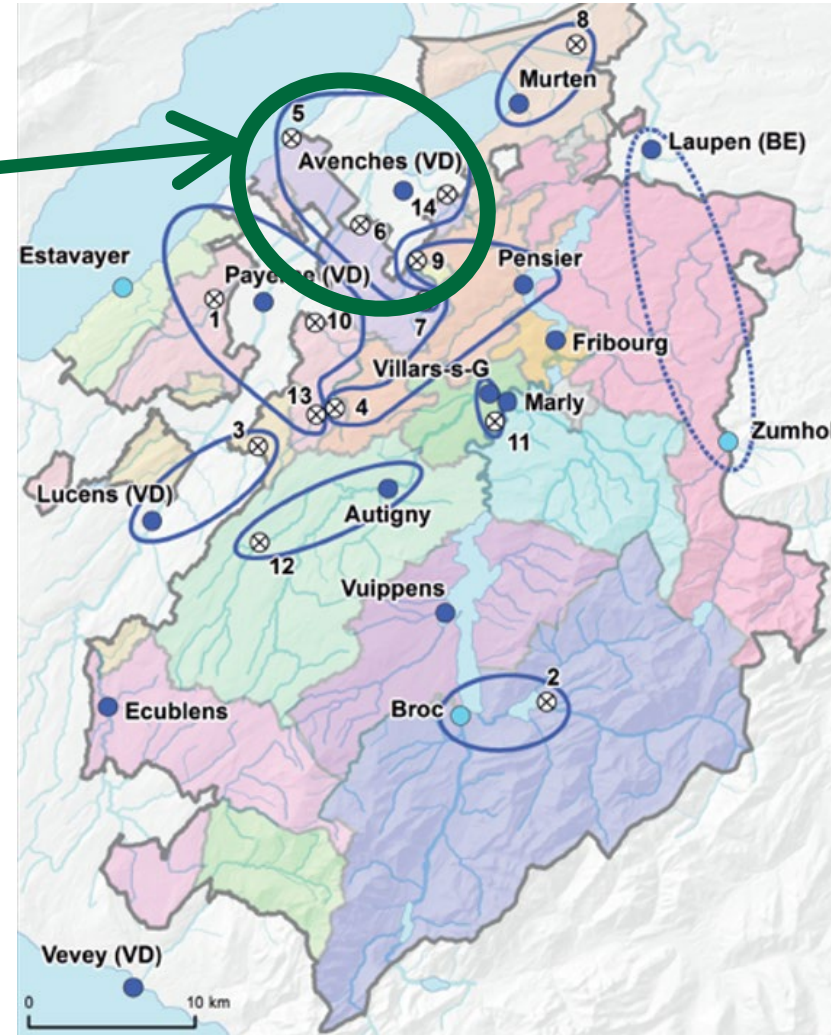 8
Murten
5
Laupen (BE)
Avenches (VD)
14
6
Estavayer
9
Pensier
Payerne (VD)
1
10
7
Fribourg
Villars-s-G
13
4
Marly
3
11
Lucens (VD)
Autigny
12
Vuippens
2
Ecublens
Broc
Vevey (VD)
0
10 km